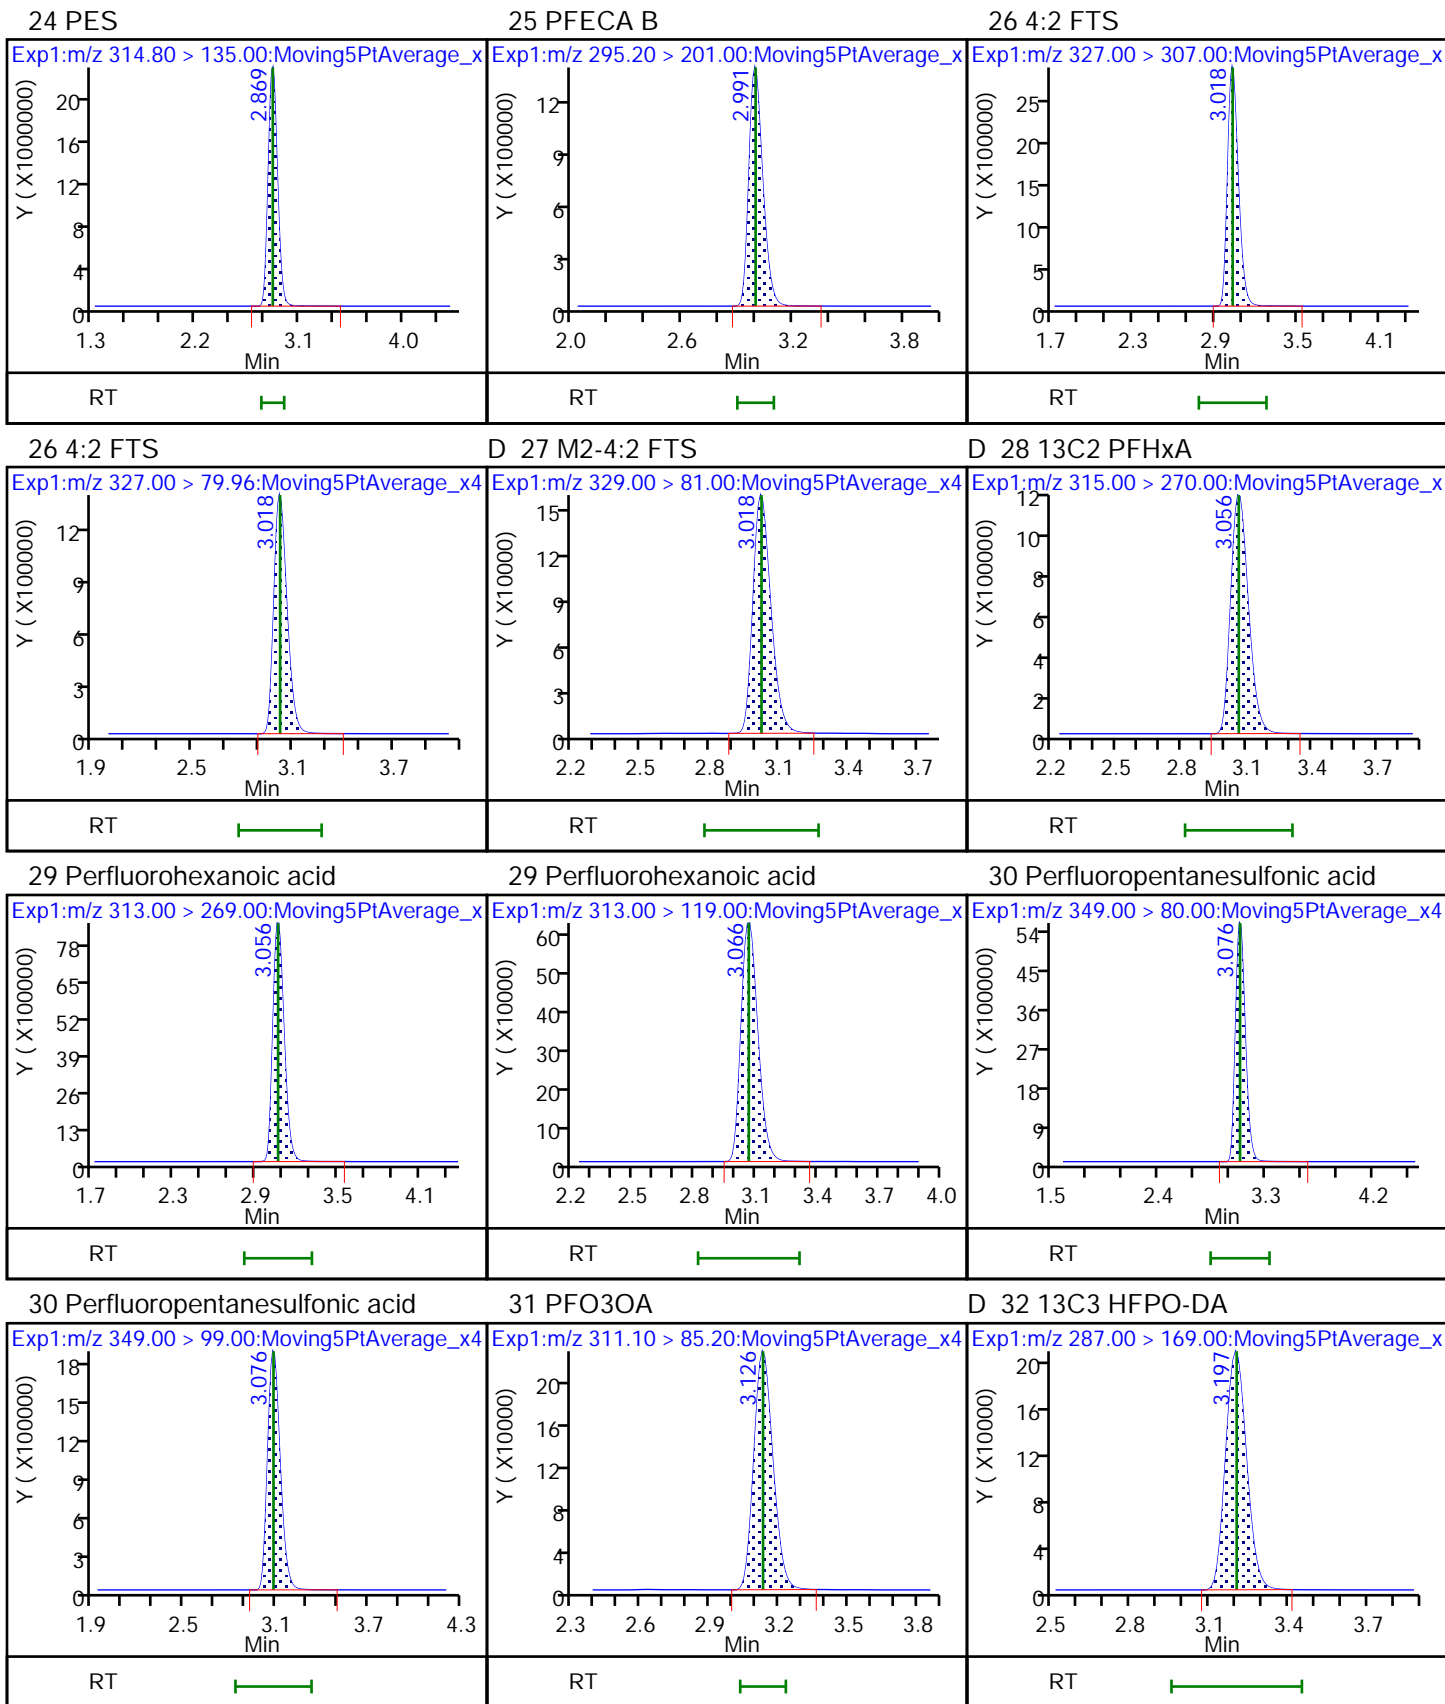 24 PES
Exp1:m/z 314.80 > 135.00:Moving5PtAverage_x
Y ( X1000000)
20
16
12
8
4
0
2.869
1.3 2.2 3.1 4.0
Min
RT
25 PFECA B
Exp1:m/z 295.20 > 201.00:Moving5PtAverage_x
Y ( X100000)
12
9
6
3
0
2.991
2.0 2.6 3.2 3.8
Min
RT
26 4:2 FTS
Exp1:m/z 327.00 > 307.00:Moving5PtAverage_x
Y ( X100000)
25
20
15
10
5
0
3.018
1.7 2.3 2.9 3.5 4.1
Min
RT
26 4:2 FTS
Exp1:m/z 327.00 > 79.96:Moving5PtAverage_x4
Y ( X100000)
12
9
6
3
0
3.018
1.9 2.5 3.1 3.7
Min
RT
D 27 M2-4:2 FTS
Exp1:m/z 329.00 > 81.00:Moving5PtAverage_x4
Y ( X10000)
15
12
9
6
3
0
3.018
2.2 2.5 2.8 3.1 3.4 3.7
Min
RT
D 28 13C2 PFHxA
Exp1:m/z 315.00 > 270.00:Moving5PtAverage_x
Y ( X100000)
12
10
8
6
4
2
0
3.056
2.2 2.5 2.8 3.1 3.4 3.7
Min
RT
29 Perfluorohexanoic acid
Exp1:m/z 313.00 > 269.00:Moving5PtAverage_x
Y ( X100000)
78
65
52
39
26
13
0
3.056
1.7 2.3 2.9 3.5 4.1
Min
RT
29 Perfluorohexanoic acid
Exp1:m/z 313.00 > 119.00:Moving5PtAverage_x
Y ( X10000)
60
50
40
30
20
10
0
3.066
2.2 2.5 2.8 3.1 3.4 3.7 4.0
Min
RT
30 Perfluoropentanesulfonic acid
Exp1:m/z 349.00 > 80.00:Moving5PtAverage_x4
Y ( X100000)
54
45
36
27
18
9
0
3.076
1.5 2.4 3.3 4.2
Min
RT
30 Perfluoropentanesulfonic acid
Exp1:m/z 349.00 > 99.00:Moving5PtAverage_x4
Y ( X100000)
18
15
12
9
6
3
0
3.076
1.9 2.5 3.1 3.7 4.3
Min
RT
31 PFO3OA
Exp1:m/z 311.10 > 85.20:Moving5PtAverage_x4
Y ( X10000)
20
16
12
8
4
0
3.126
2.3 2.6 2.9 3.2 3.5 3.8
Min
RT
D 32 13C3 HFPO-DA
Exp1:m/z 287.00 > 169.00:Moving5PtAverage_x
Y ( X10000)
20
16
12
8
4
0
3.197
2.5 2.8 3.1 3.4 3.7
Min
RT